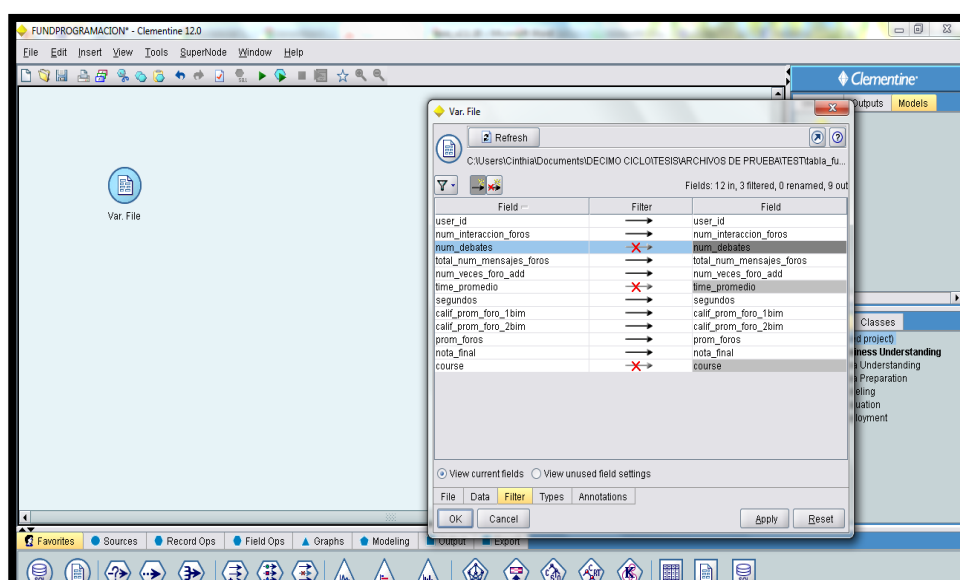 FUNDPROGRAMACION* - Clementine 12.0
File Edit Insert View Tools SuperNode Window Help
Clementine
Outputs Models
Var. File
Var. File
Refresh
C:\Users\Cinthia\Documents\DECIMO CICLO\TESIS\ARCHIVOS DE PRUEBA\TEST\tabla_fu...
Fields: 12 in, 3 filtered, 0 renamed, 9 out
Field Filter Field
user_id user_id
num_interaccion_foros num_interaccion_foros
num_debates num_debates
total_num_mensajes_foros total_num_mensajes_foros
num_veces_foro_add num_veces_foro_add
time_promedio time_promedio
segundos segundos
calif_prom_foro_1bim calif_prom_foro_1bim
calif_prom_foro_2bim calif_prom_foro_2bim
prom_foros prom_foros
nota_final nota_final
course course
View current fields View unused field settings
File Data Filter Types Annotations
OK Cancel Apply Reset
Classes
d project)
iness Understanding
a Understanding
a Preparation
eling
uation
loyment
Favorites Sources Record Ops Field Ops Graphs Modeling Output Export